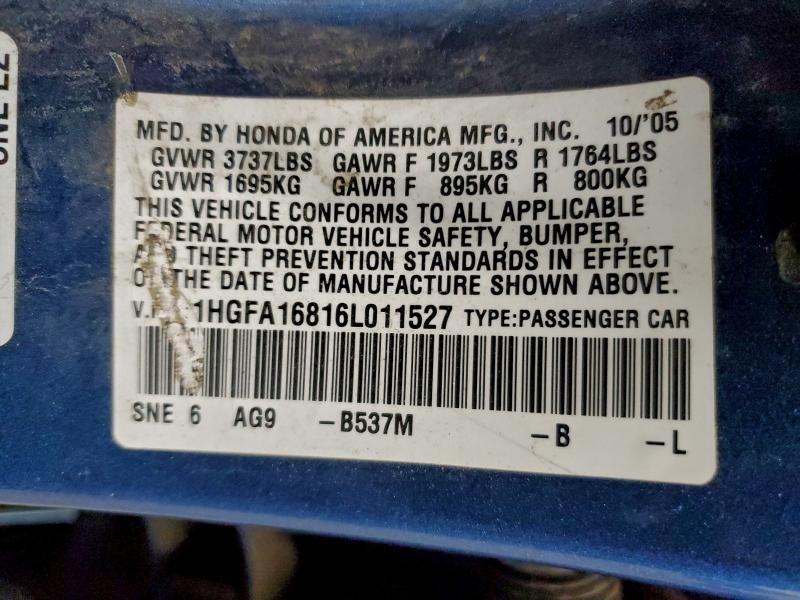 MFD. BY HONDA OF AMERICA MFG., INC. 10/'05
GVWR 3737LBS GAWR F 1973LBS R 1764LBS
GVWR 1695KG GAWR F 895KG R 800KG
THIS VEHICLE CONFORMS TO ALL APPLICABLE
FEDERAL MOTOR VEHICLE SAFETY, BUMPER,
AND THEFT PREVENTION STANDARDS IN EFFECT
ON THE DATE OF MANUFACTURE SHOWN ABOVE.
1HGFA16816L011527 TYPE:PASSENGER CAR
SNE 6 AG9 -B537M -B -L